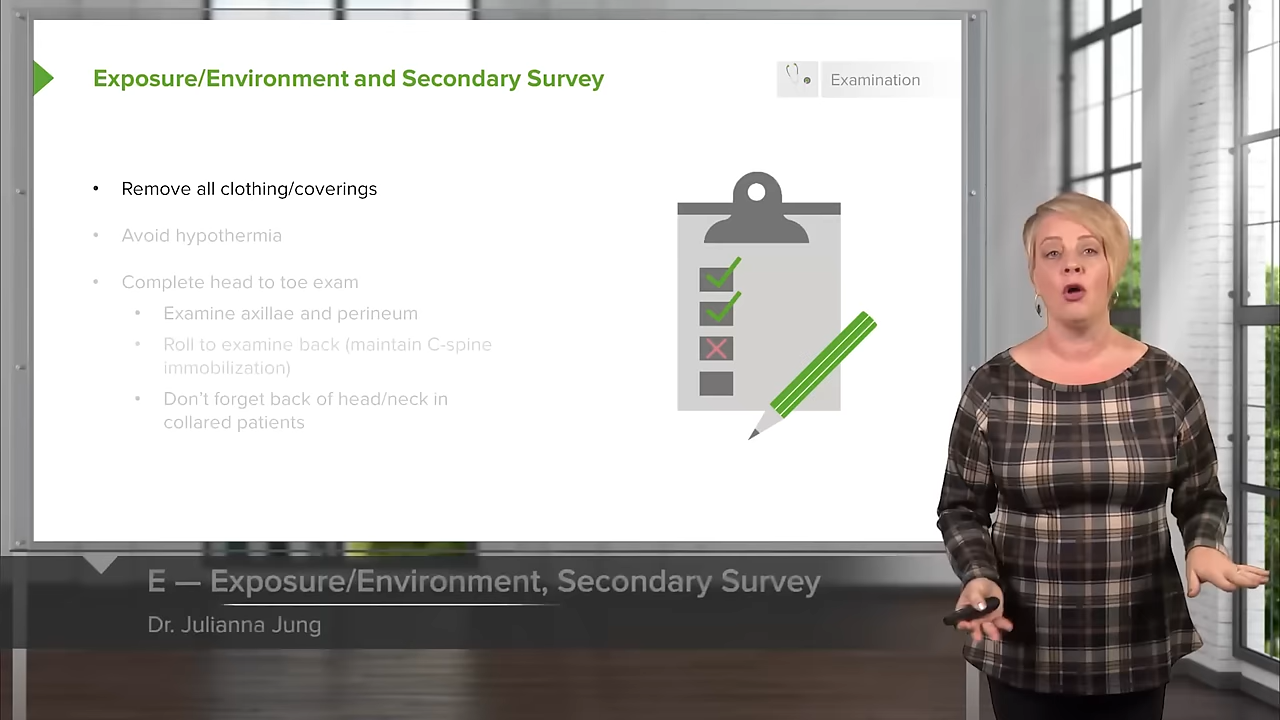 Exposure/Environment and Secondary Survey
Examination
• Remove all clothing/coverings
• Avoid hypothermia
• Complete head to toe exam
• Examine axillae and perineum
• Roll to examine back (maintain C-spine
immobilization)
• Don't forget back of head/neck in
collared patients
E — Exposure/Environment, Secondary Survey
Dr. Julianna Jung